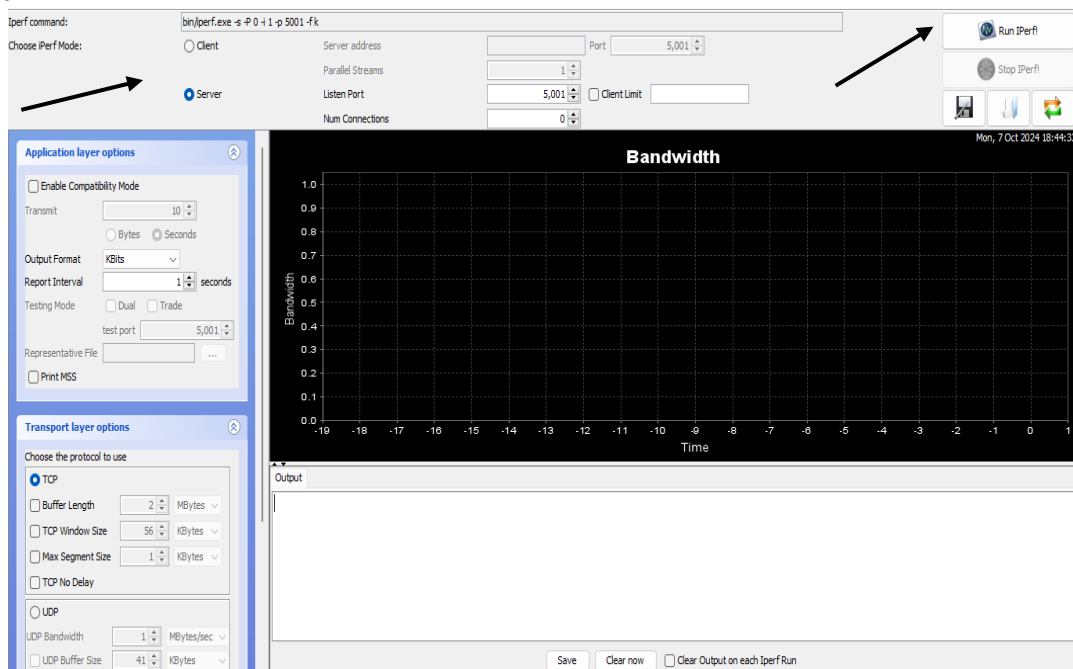 Iperf command: bin/iperf.exe -s -P 0 -i 1 -p 5001 -f k
Run IPerf!
Choose iPerf Mode: Client Server address Port 5,001
Parallel Streams 1
Stop IPerf!
Server Listen Port 5,001 Client Limit
Num Connections 0
Mon, 7 Oct 2024 18:44:3
Application layer options
Enable Compatibility Mode
Transmit 10
Bytes Seconds
Output Format KBits
Report Interval 1 seconds
Testing Mode Dual Trade
test port 5,001
Representative File ...
Print MSS
Transport layer options
Choose the protocol to use
TCP
Buffer Length 2 MBytes
TCP Window Size 56 KBytes
Max Segment Size 1 KBytes
TCP No Delay
UDP
UDP Bandwidth 1 MBytes/sec
UDP Buffer Size 41 KBytes
Bandwidth
Bandwidth
1.0
0.9
0.8
0.7
0.6
0.5
0.4
0.3
0.2
0.1
0.0
-19 -18 -17 -16 -15 -14 -13 -12 -11 -10 -9 -8 -7 -6 -5 -4 -3 -2 -1 0 1
Time
Output
Save Clear now Clear Output on each Iperf Run